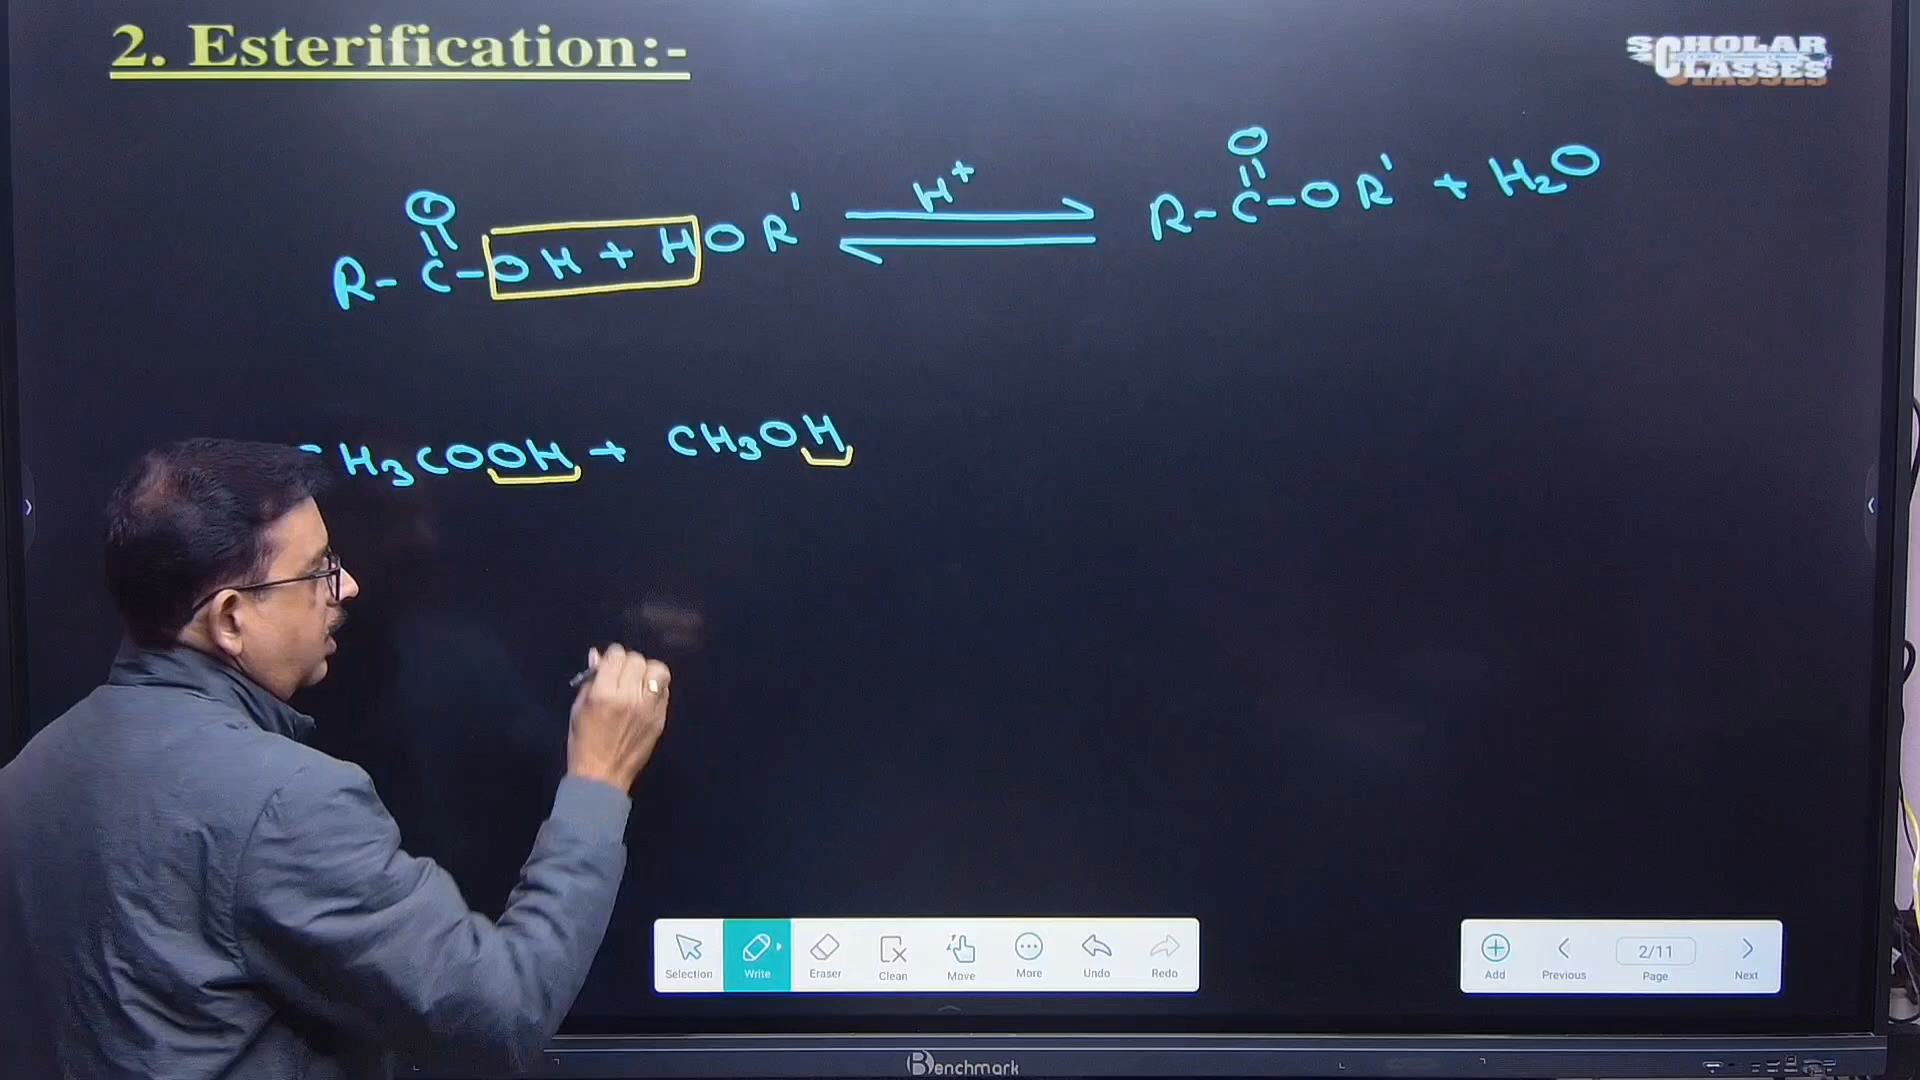 2. Esterification:-
SCHOLAR
CLASSES
O
R-C-OH + HOR' H+ R-C-OR' + H2O
O
CH3COOH + CH3OH
Selection Write Eraser Clean Move More Undo Redo
Add Previous 2/11 Page Next
Benchmark